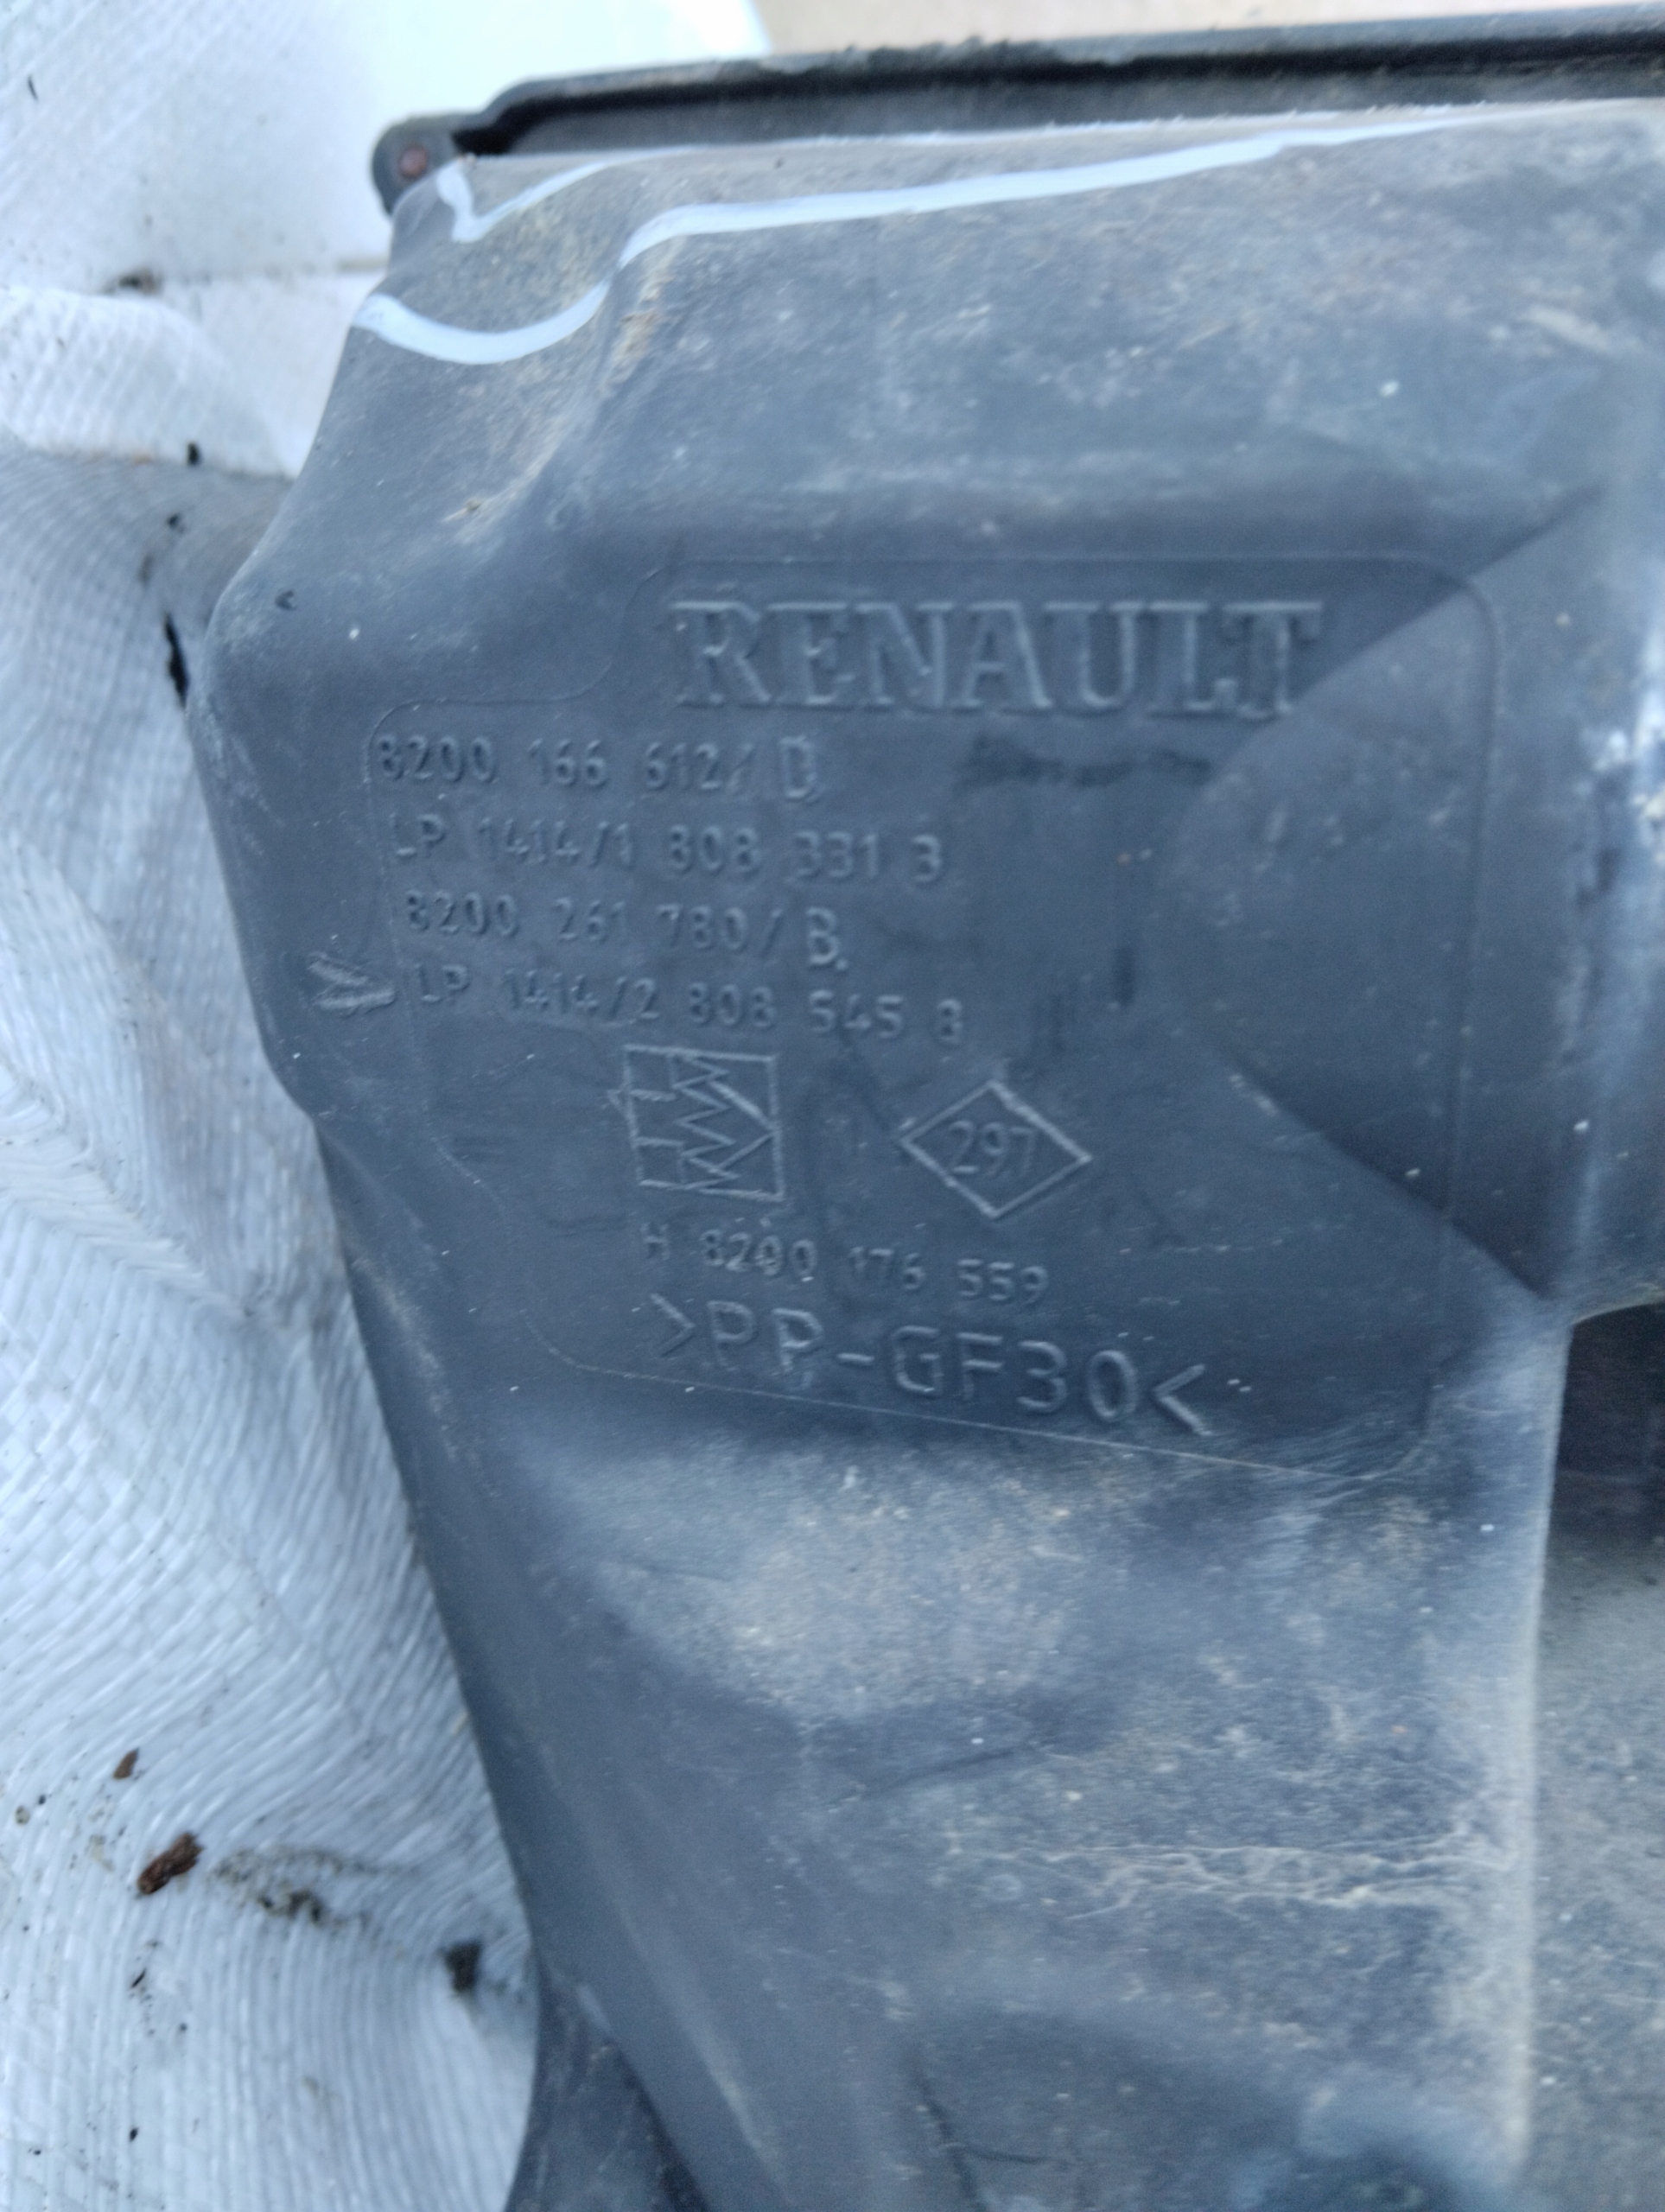 RENAULT
8200 166 612/ D.
LP 1414/1 808 331 3
8200 261 780/ B.
LP 1414/2 808 545 8
297
H 8200 176 559
>PP-GF30<